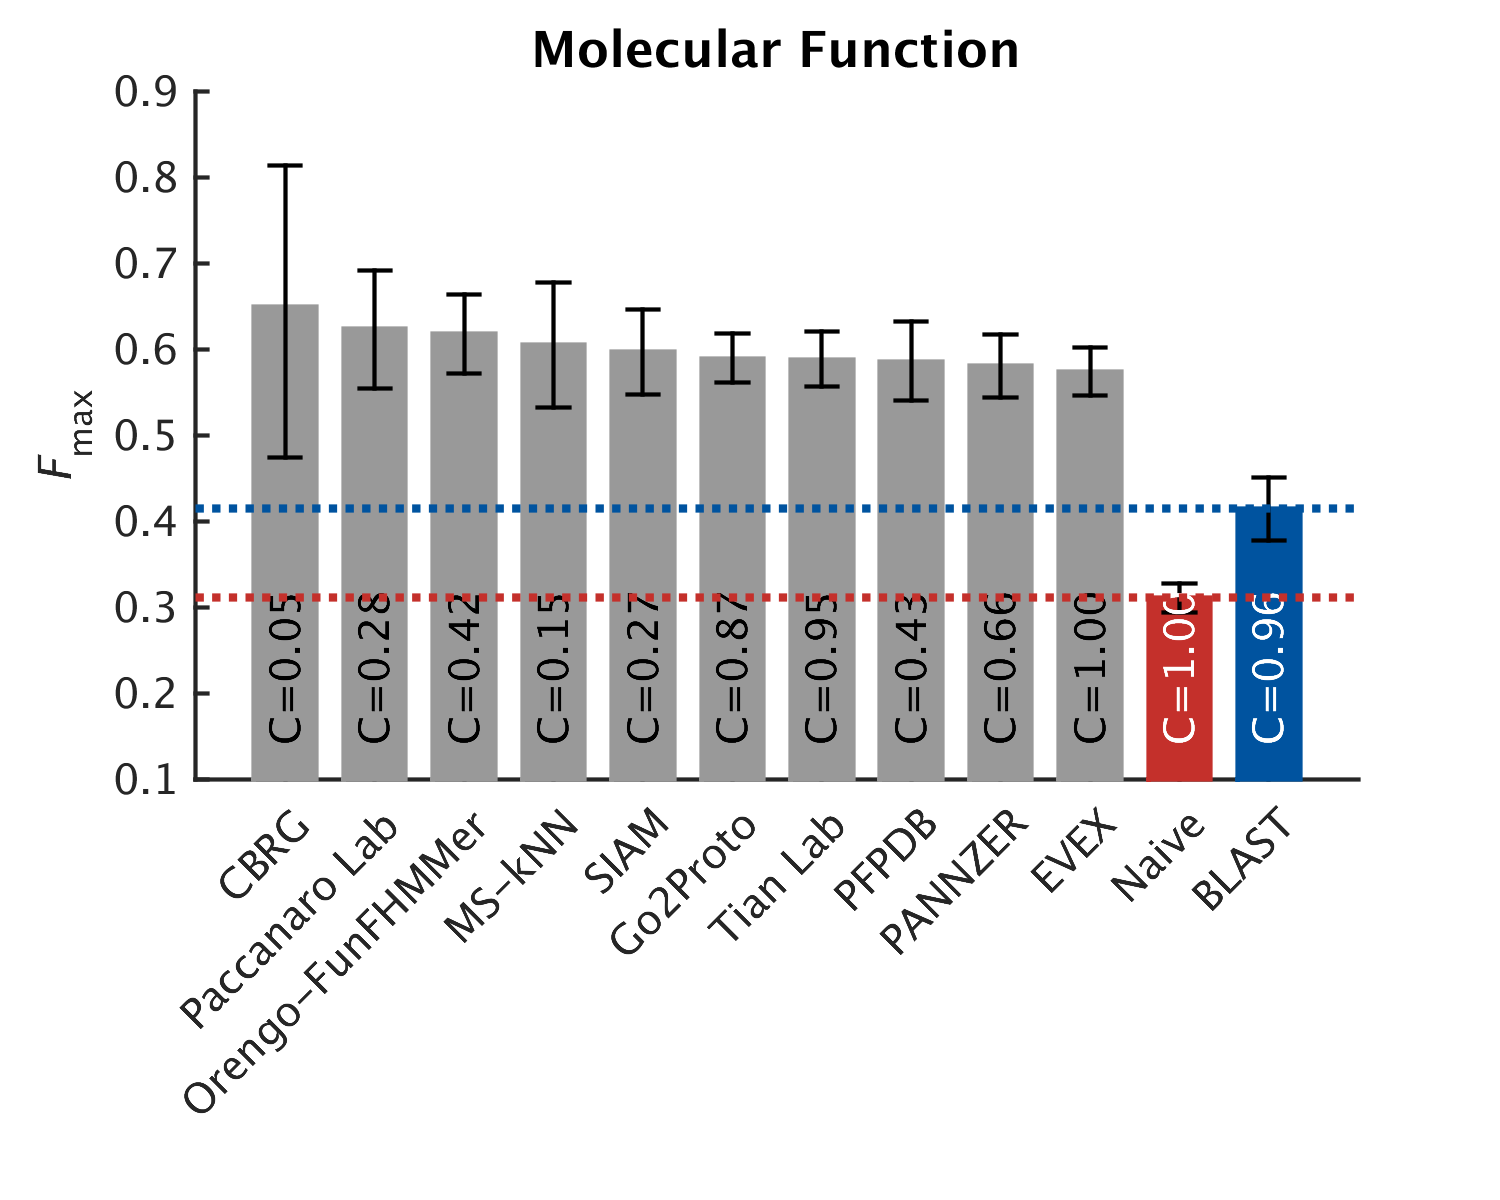 Molecular Function
0.9
0.8
0.7
0.6
0.5
0.4
0.3
0.2
0.1
Fmax
C=0.05
C=0.28
C=0.42
C=0.15
C=0.27
C=0.87
C=0.95
C=0.43
C=0.66
C=1.00
C=1.00
C=0.96
CBRG
Paccanaro Lab
Orengo-FunFHMMer
MS-kNN
SIAM
Go2Proto
Tian Lab
PFPDB
PANNZER
EVEX
Naive
BLAST